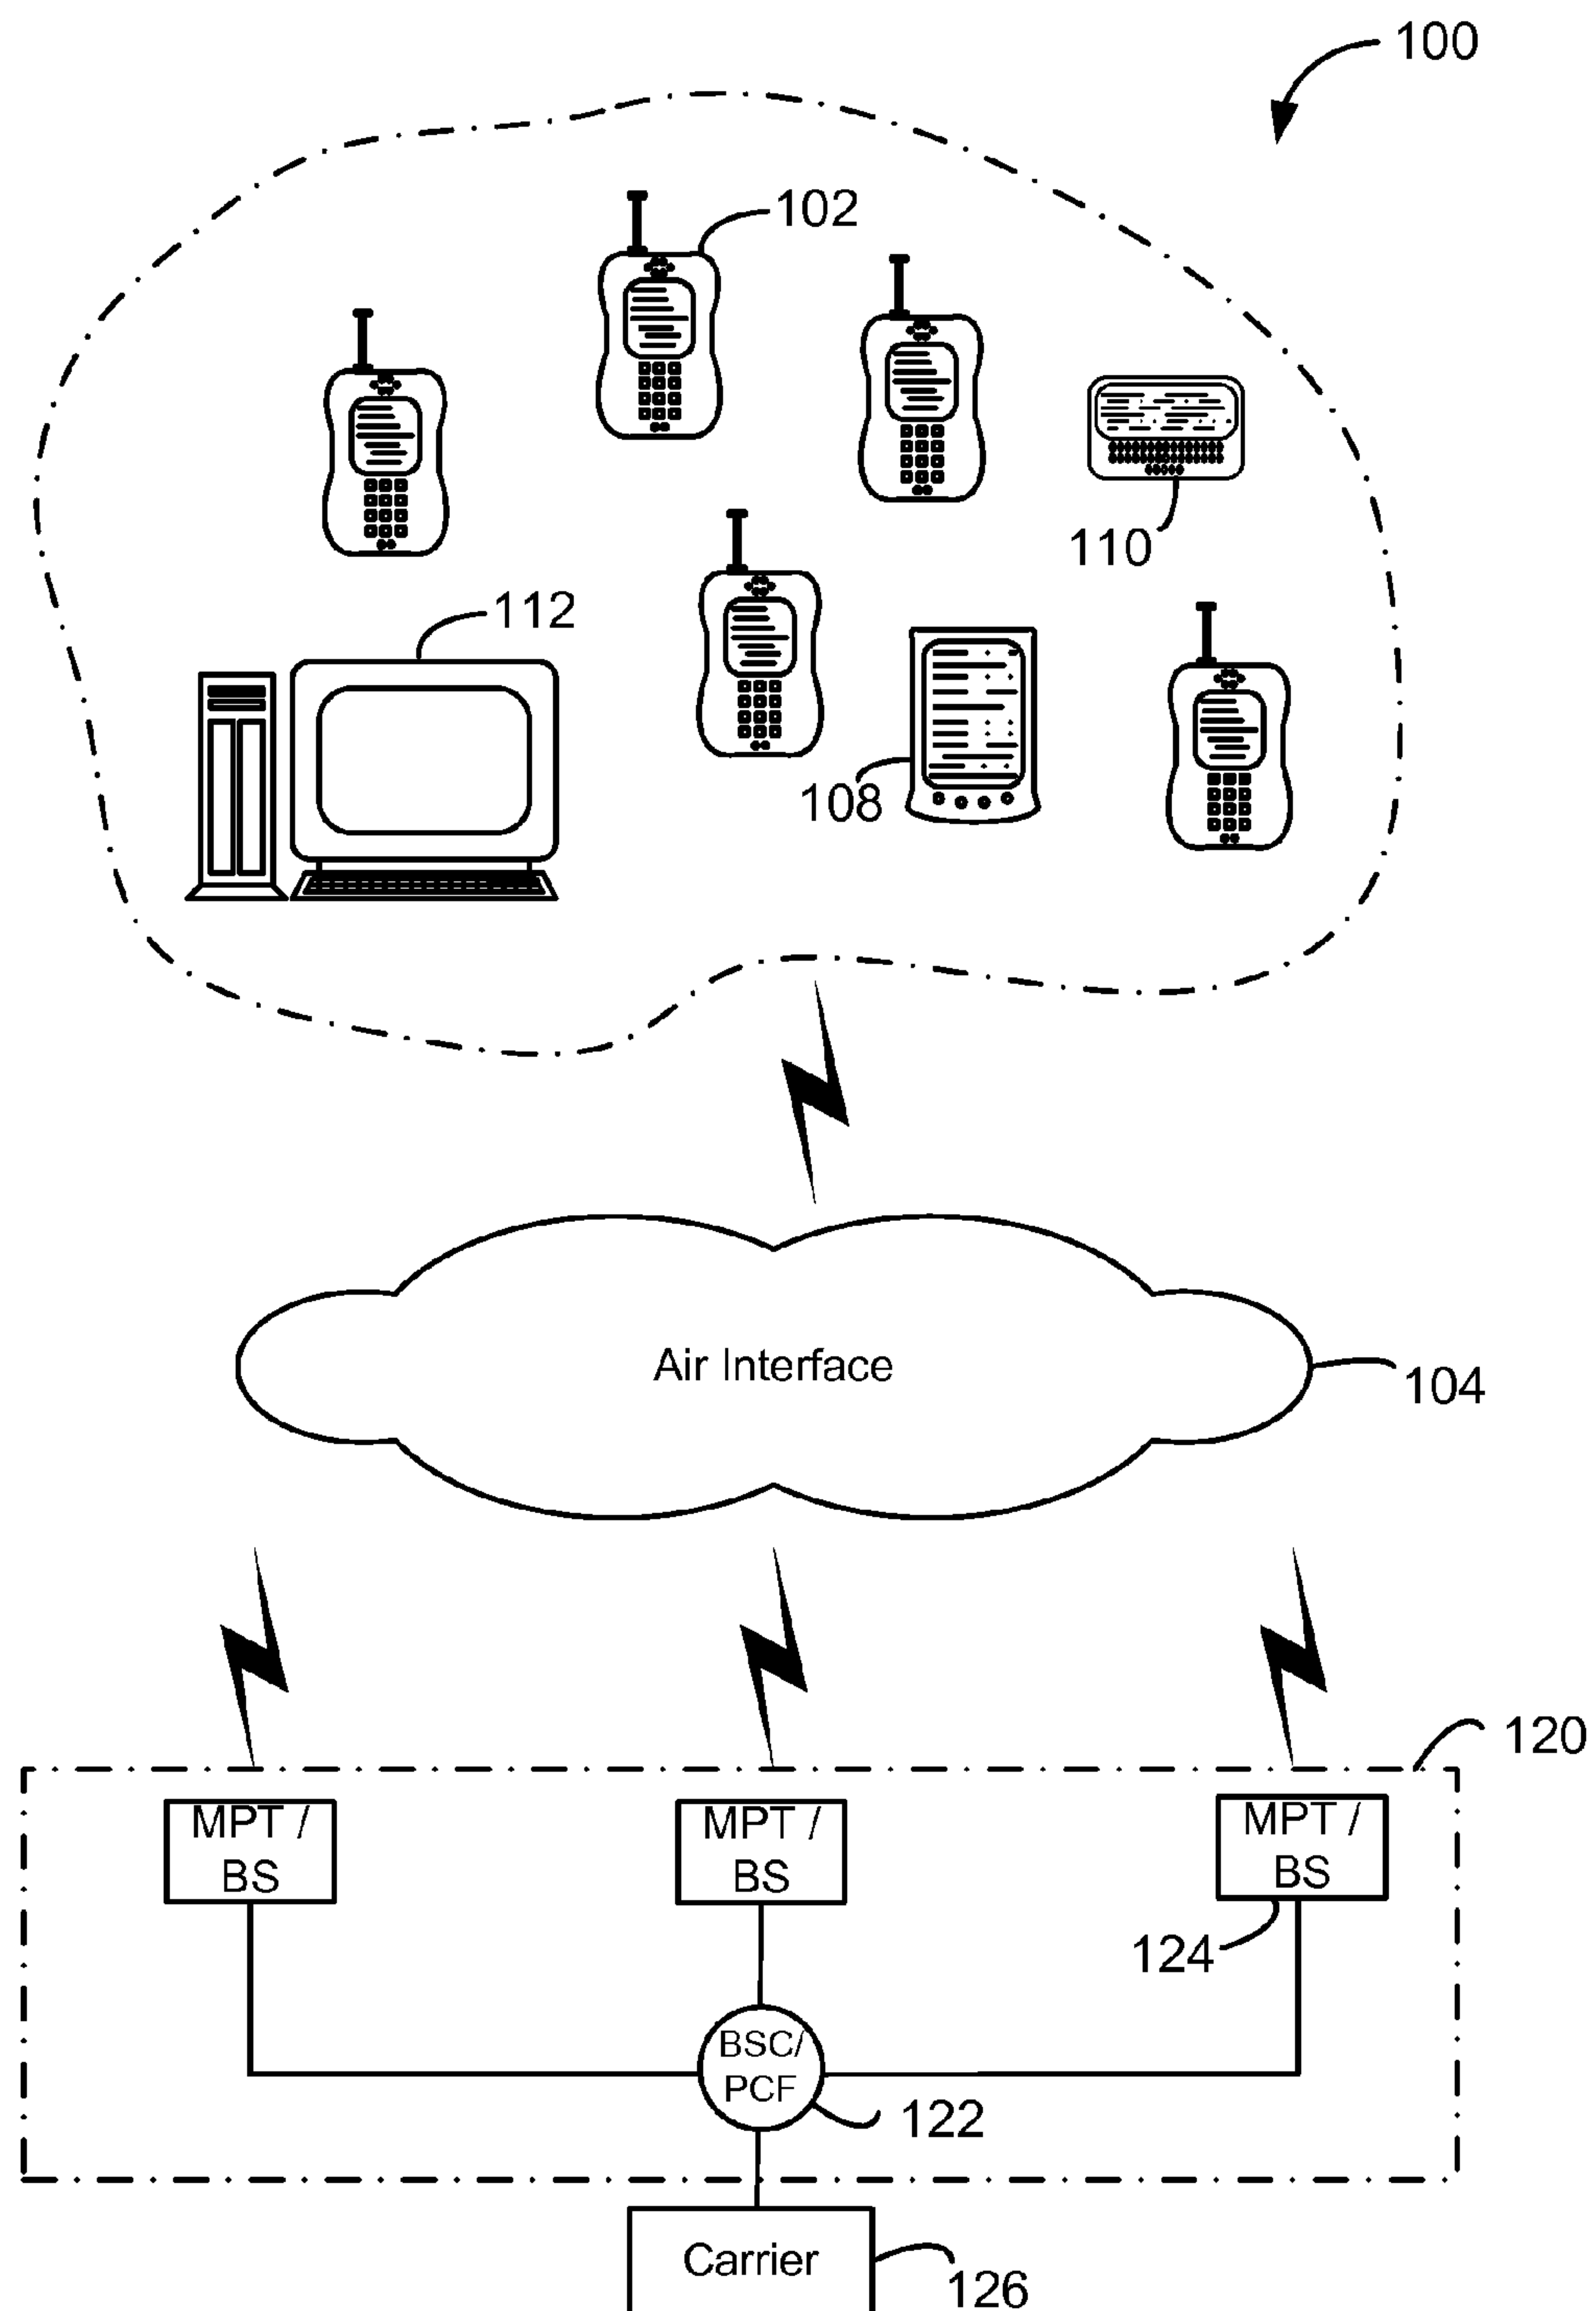 100
102
110
112
108
Air Interface
104
120
MPT /
BS
MPT /
BS
MPT /
BS
124
BSC/
PCF
122
Carrier
126